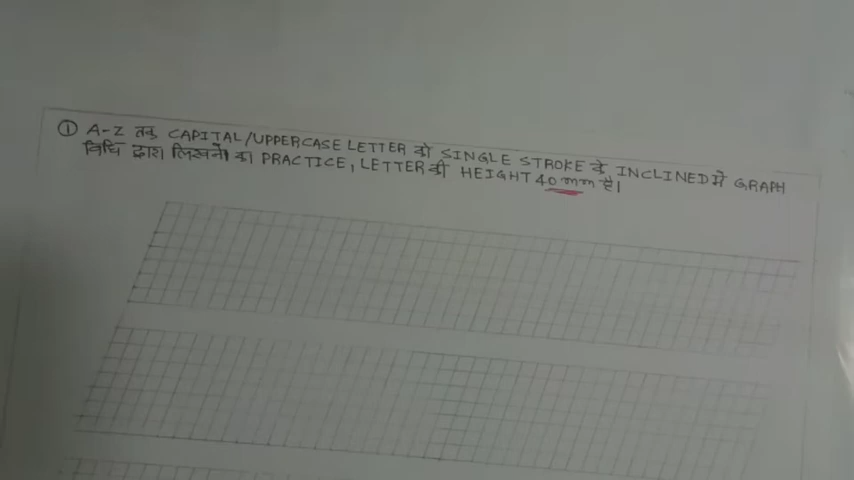 ① A-Z तक CAPITAL/UPPERCASE LETTER को SINGLE STROKE के INCLINED में GRAPH
विधि द्वारा लिखने का PRACTICE, LETTER की HEIGHT 40 mm है।